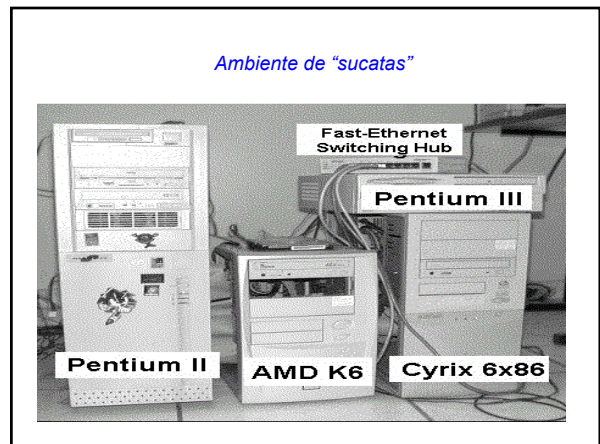 Ambiente de “sucatas”
Fast-Ethernet
Switching Hub
Pentium III
Pentium II
AMD K6
Cyrix 6x86